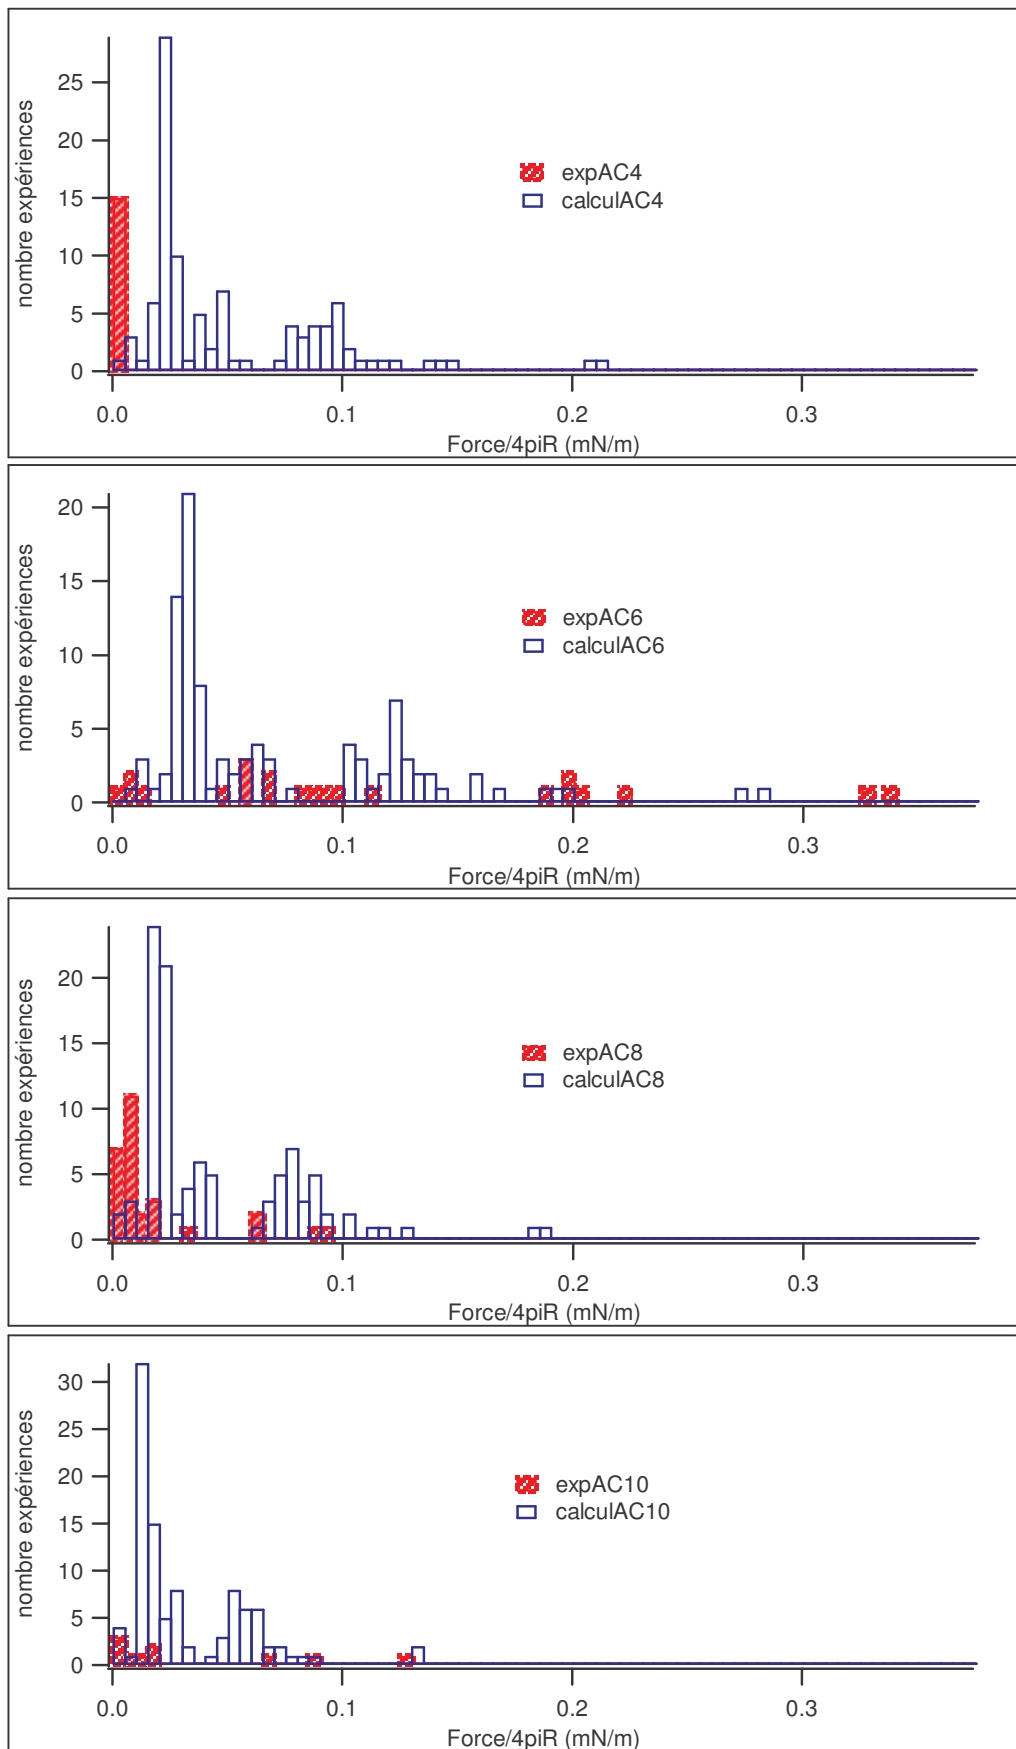 nombre expériences
25
20
15
10
5
0
expAC4
calculAC4
0.0 0.1 0.2 0.3
Force/4piR (mN/m)
nombre expériences
20
15
10
5
0
expAC6
calculAC6
0.0 0.1 0.2 0.3
Force/4piR (mN/m)
nombre expériences
20
15
10
5
0
expAC8
calculAC8
0.0 0.1 0.2 0.3
Force/4piR (mN/m)
nombre expériences
30
25
20
15
10
5
0
expAC10
calculAC10
0.0 0.1 0.2 0.3
Force/4piR (mN/m)